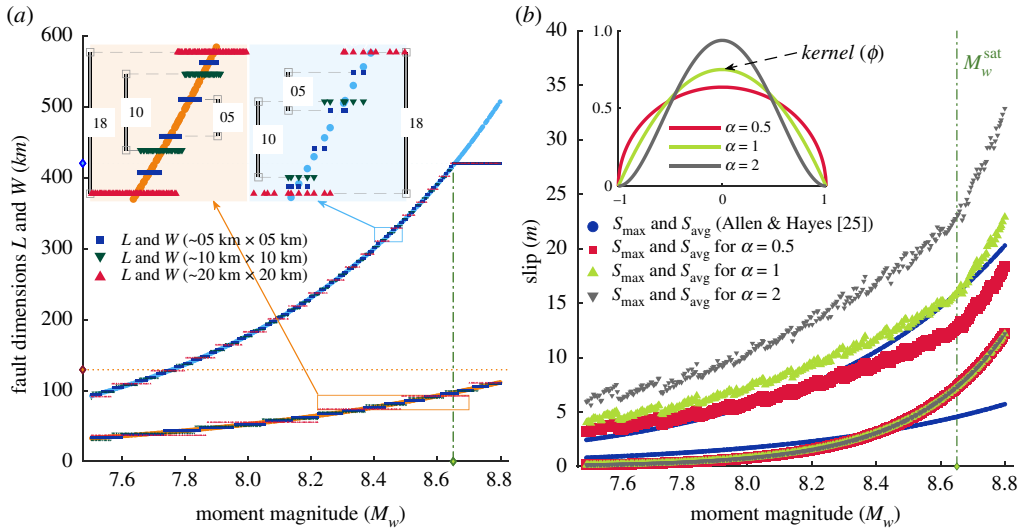 (a)
600
500
400
300
200
100
0
fault dimensions L and W (km)
18
10
05
05
10
18
L and W (~05 km × 05 km)
L and W (~10 km × 10 km)
L and W (~20 km × 20 km)
7.6 7.8 8.0 8.2 8.4 8.6 8.8
moment magnitude (Mw)
(b)
40
35
30
25
20
15
10
5
0
slip (m)
1.0
0.5
0
-1 0 1
kernel (ϕ)
α = 0.5
α = 1
α = 2
Mw^sat
Smax and Savg (Allen & Hayes [25])
Smax and Savg for α = 0.5
Smax and Savg for α = 1
Smax and Savg for α = 2
7.6 7.8 8.0 8.2 8.4 8.6 8.8
moment magnitude (Mw)